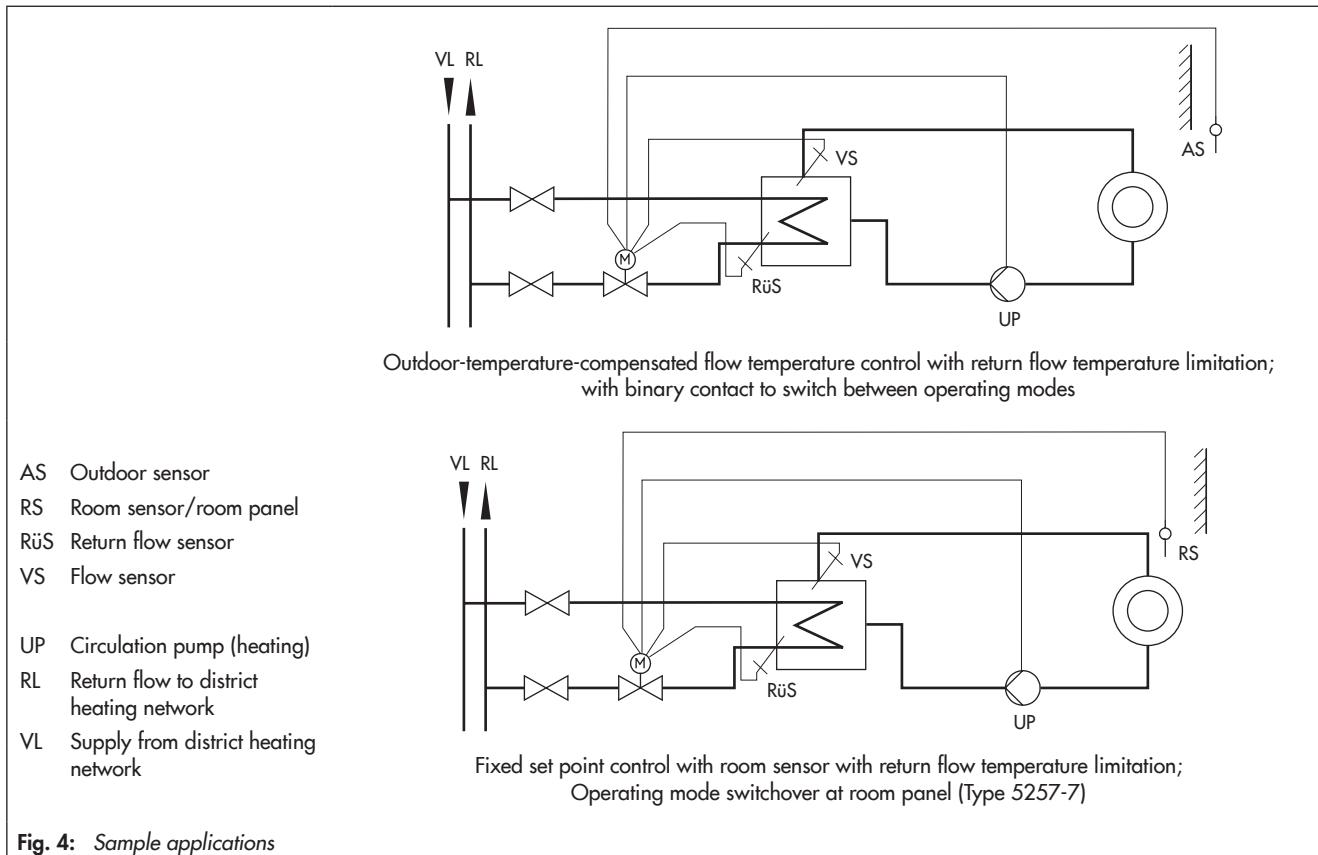 VL RL
AS
VS
M
RüS
UP
Outdoor-temperature-compensated flow temperature control with return flow temperature limitation;
with binary contact to switch between operating modes
AS Outdoor sensor
RS Room sensor/room panel
RüS Return flow sensor
VS Flow sensor
UP Circulation pump (heating)
RL Return flow to district
heating network
VL Supply from district heating
network
VL RL
RS
VS
M
RüS
UP
Fixed set point control with room sensor with return flow temperature limitation;
Operating mode switchover at room panel (Type 5257-7)
Fig. 4: Sample applications